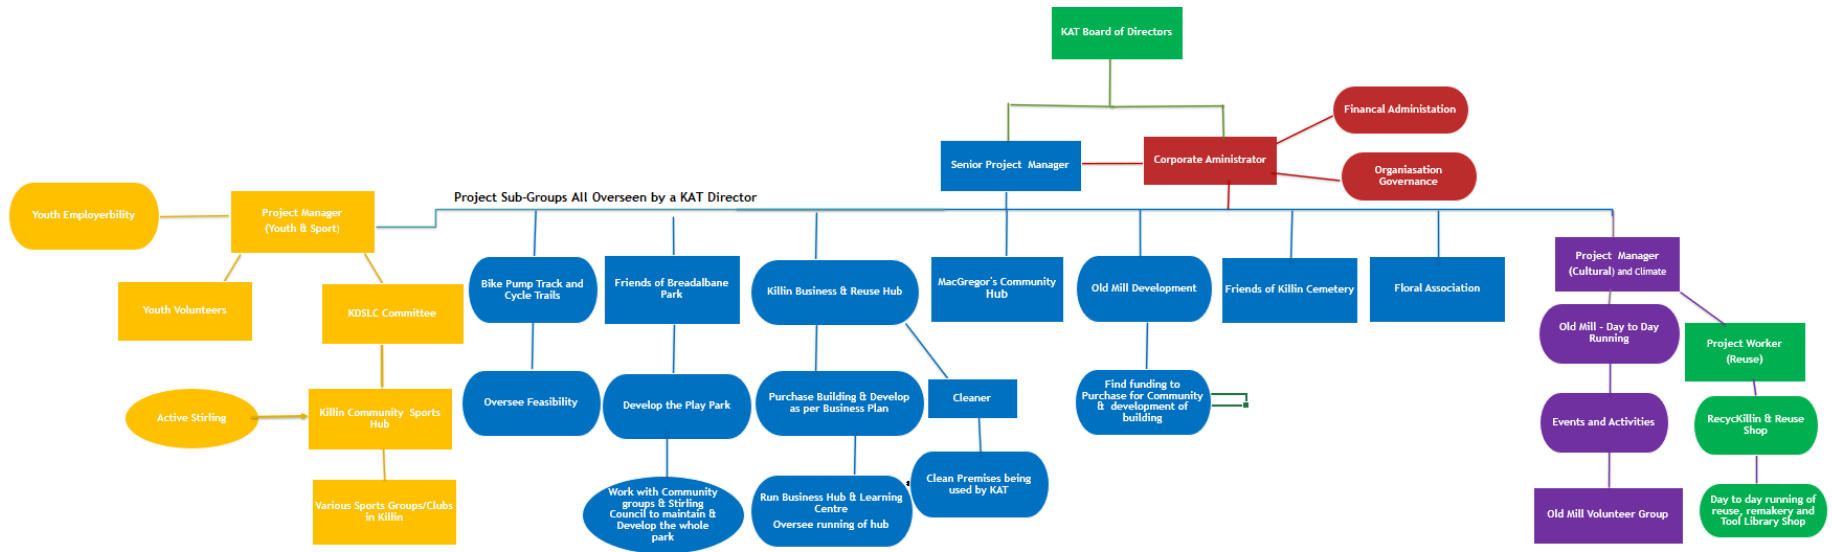 KAT Board of Directors
Financal Administation
Senior Project Manager
Corporate Aministrator
Organiasation
Governance
Project Sub-Groups All Overseen by a KAT Director
Youth Employerbility
Project Manager
(Youth & Sport)
Youth Volunteers
KDSLC Committee
Active Stirling
Killin Community Sports
Hub
Various Sports Groups/Clubs
in Killin
Bike Pump Track and
Cycle Trails
Oversee Feasibility
Friends of Breadalbane
Park
Develop the Play Park
Work with Community
groups & Stirling
Council to maintain &
Develop the whole
park
Killin Business & Reuse Hub
Purchase Building & Develop
as per Business Plan
Run Business Hub & Learning
Centre
Oversee running of hub
Cleaner
Clean Premises being
used by KAT
MacGregor's Community
Hub
Old Mill Development
Find funding to
Purchase for Community
& development of
building
Friends of Killin Cemetery
Floral Association
Project Manager
(Cultural) and Climate
Old Mill - Day to Day
Running
Events and Activities
Old Mill Volunteer Group
Project Worker
(Reuse)
RecycKillin & Reuse
Shop
Day to day running of
reuse, remakery and
Tool Library Shop